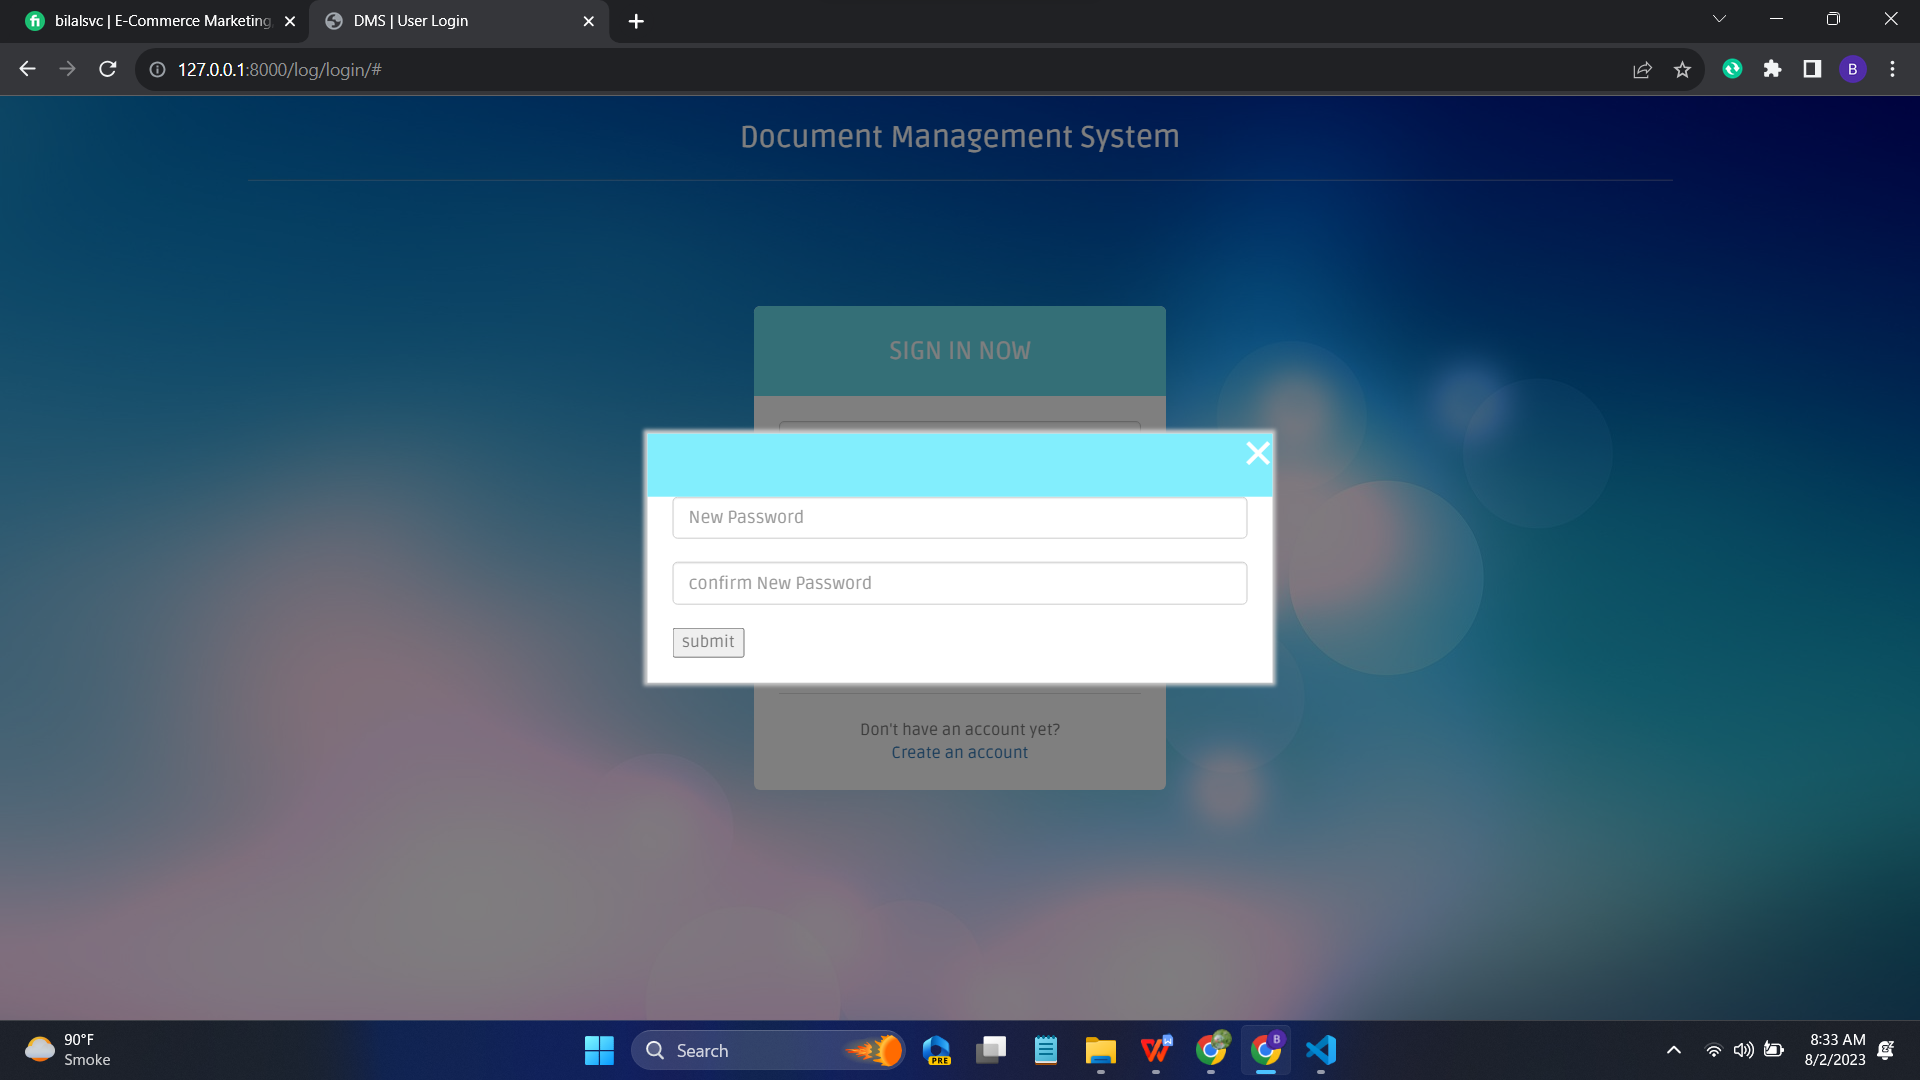 bilalsvc | E-Commerce Marketing,
DMS | User Login
127.0.0.1:8000/log/login/#
B
Document Management System
SIGN IN NOW
New Password
confirm New Password
submit
Don't have an account yet?
Create an account
90°F
Smoke
Search
PRE
B
8:33 AM
8/2/2023